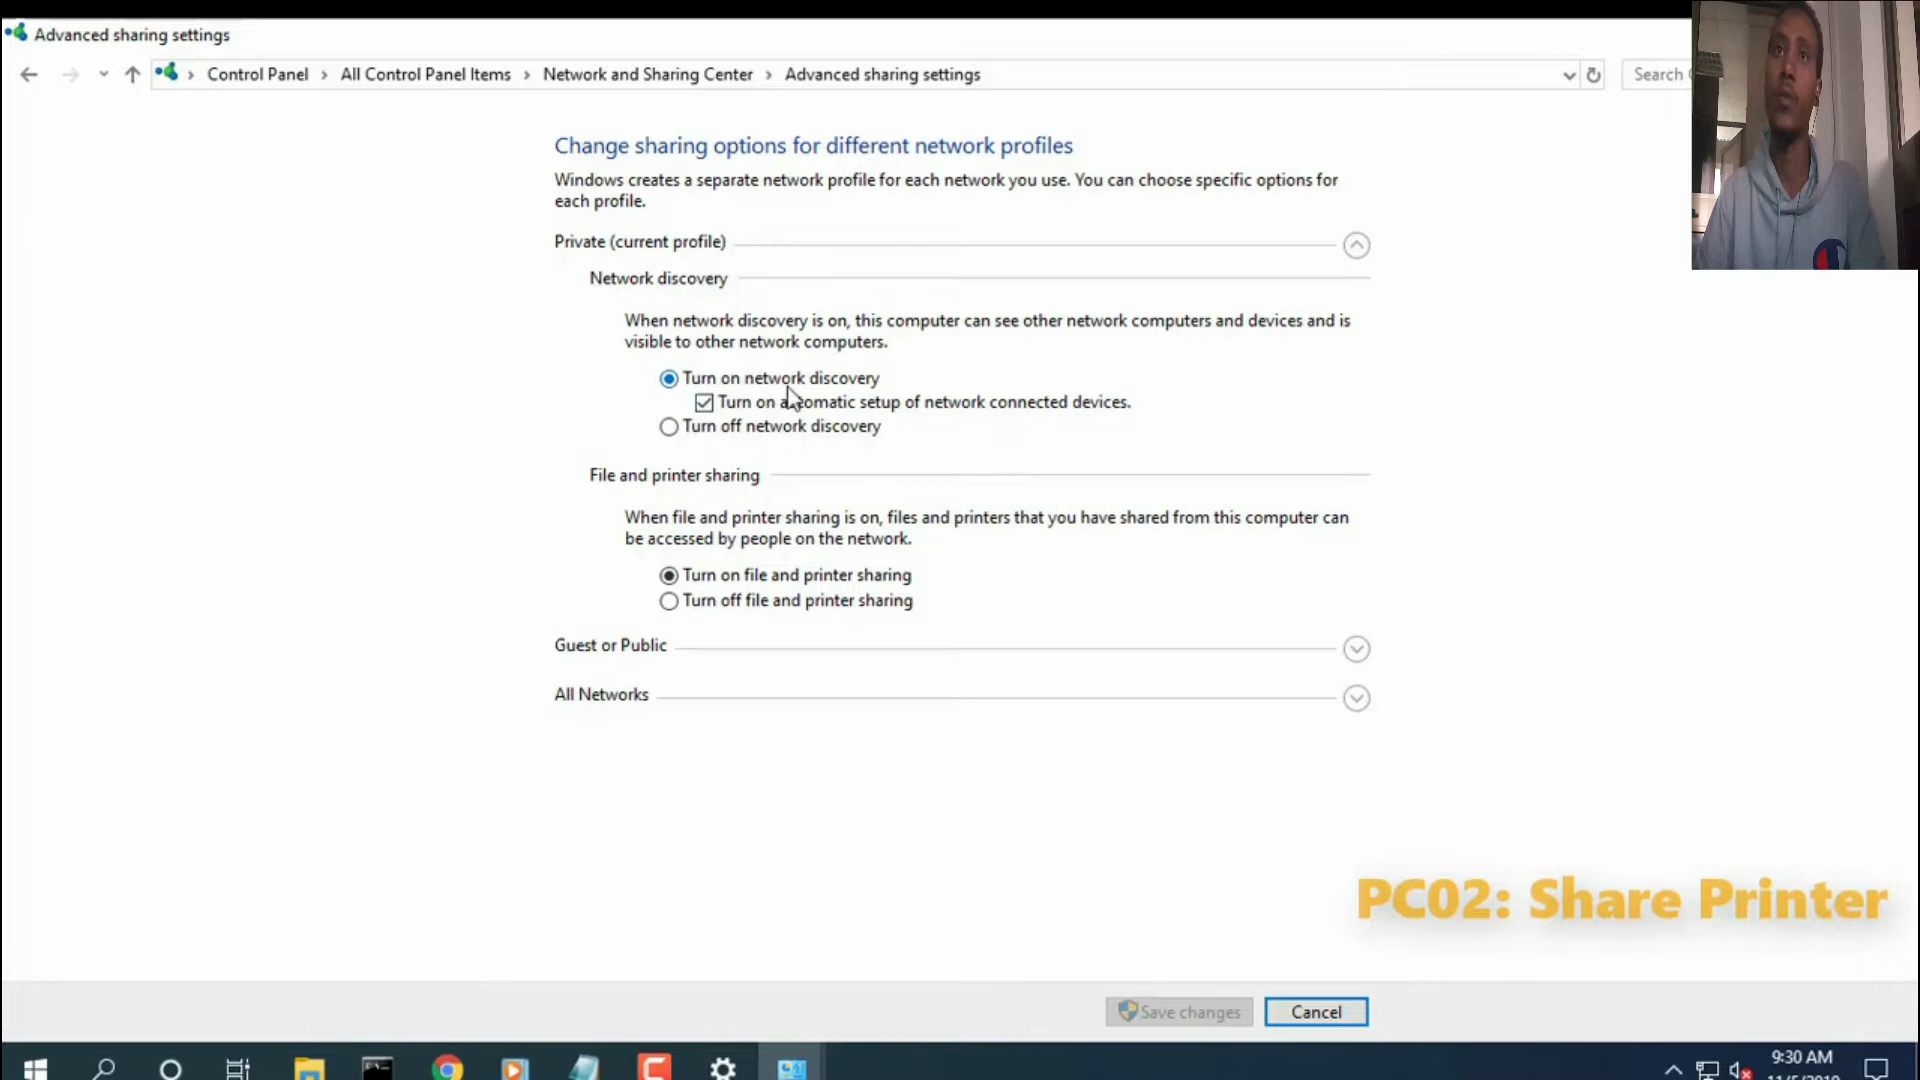 Advanced sharing settings
Control Panel > All Control Panel Items > Network and Sharing Center > Advanced sharing settings
Search
Change sharing options for different network profiles
Windows creates a separate network profile for each network you use. You can choose specific options for
each profile.
Private (current profile)
Network discovery
When network discovery is on, this computer can see other network computers and devices and is
visible to other network computers.
Turn on network discovery
Turn on automatic setup of network connected devices.
Turn off network discovery
File and printer sharing
When file and printer sharing is on, files and printers that you have shared from this computer can
be accessed by people on the network.
Turn on file and printer sharing
Turn off file and printer sharing
Guest or Public
All Networks
PC02: Share Printer
Save changes
Cancel
9:30 AM